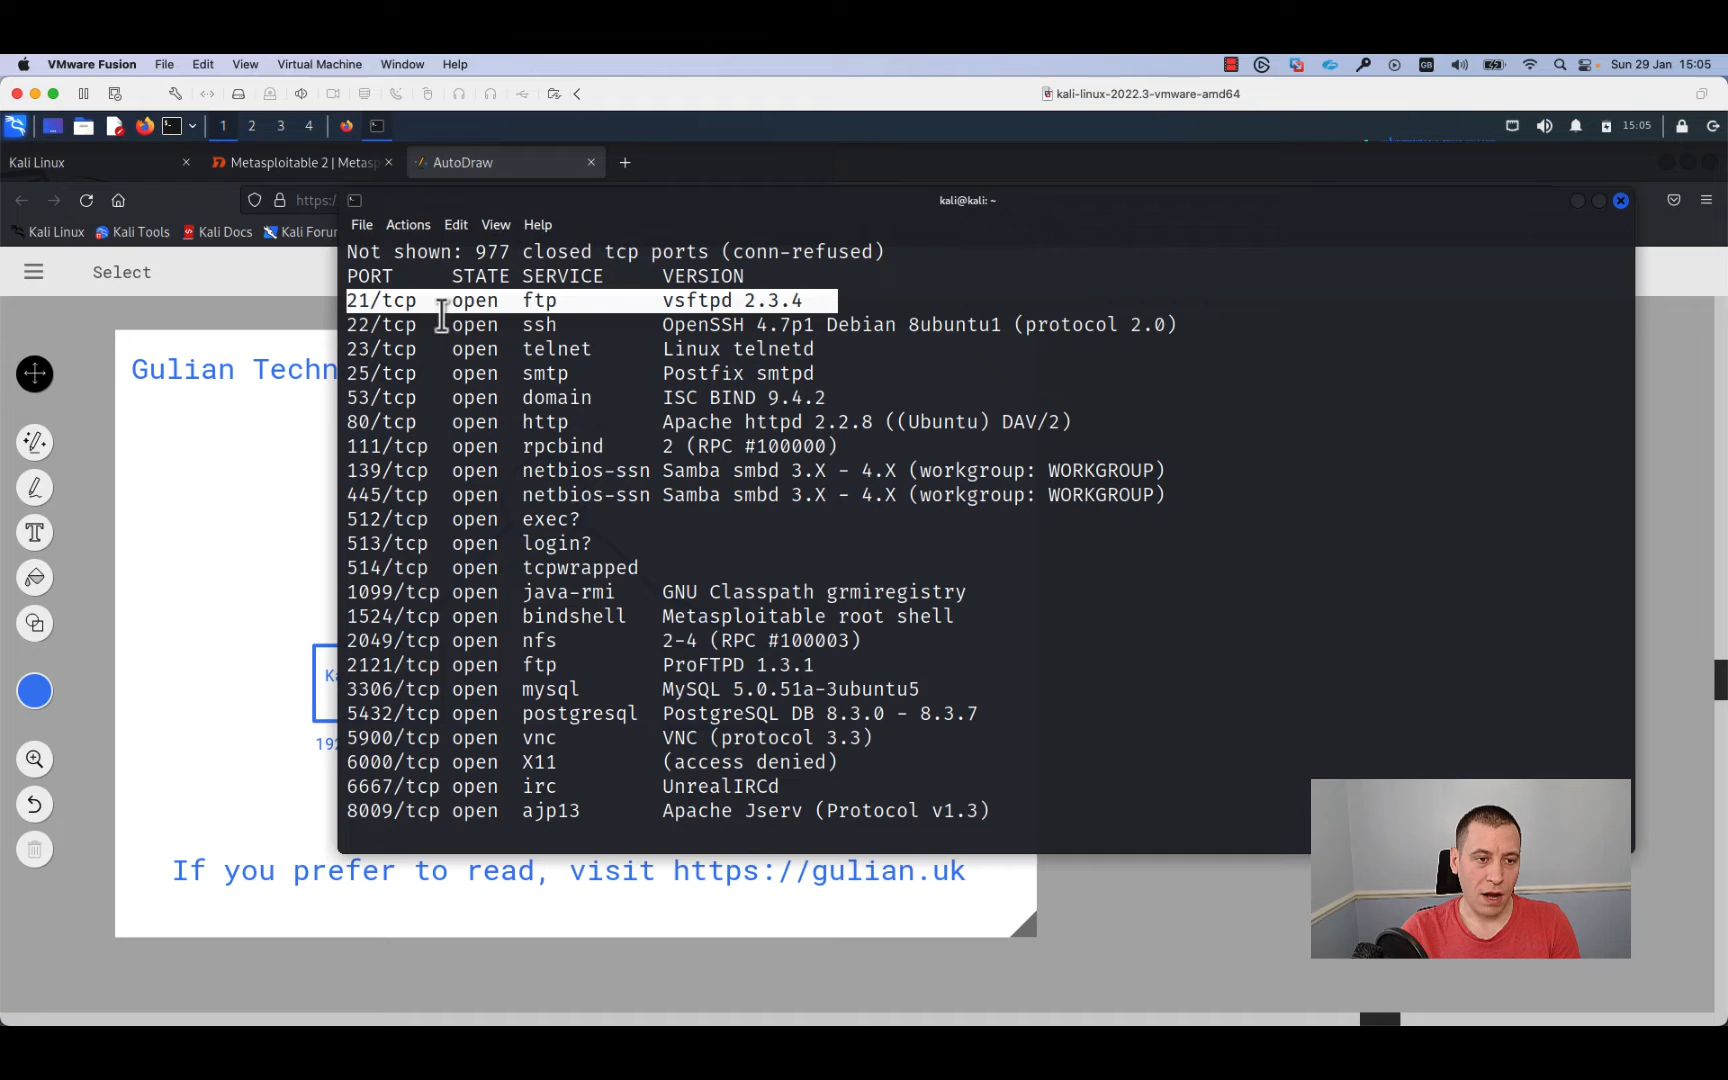 VMware Fusion File Edit View Virtual Machine Window Help GB Sun 29 Jan 15:05
kali-linux-2022.3-vmware-amd64
1 2 3 4 15:05
Kali Linux Metasploitable 2 | Metasp AutoDraw
https:/
kali@kali: ~
Kali Linux Kali Tools Kali Docs Kali Forum
File Actions Edit View Help
Select
Not shown: 977 closed tcp ports (conn-refused)
PORT STATE SERVICE VERSION
21/tcp open ftp vsftpd 2.3.4
22/tcp open ssh OpenSSH 4.7p1 Debian 8ubuntu1 (protocol 2.0)
23/tcp open telnet Linux telnetd
25/tcp open smtp Postfix smtpd
53/tcp open domain ISC BIND 9.4.2
80/tcp open http Apache httpd 2.2.8 ((Ubuntu) DAV/2)
111/tcp open rpcbind 2 (RPC #100000)
139/tcp open netbios-ssn Samba smbd 3.X - 4.X (workgroup: WORKGROUP)
445/tcp open netbios-ssn Samba smbd 3.X - 4.X (workgroup: WORKGROUP)
512/tcp open exec?
513/tcp open login?
514/tcp open tcpwrapped
1099/tcp open java-rmi GNU Classpath grmiregistry
1524/tcp open bindshell Metasploitable root shell
2049/tcp open nfs 2-4 (RPC #100003)
2121/tcp open ftp ProFTPD 1.3.1
3306/tcp open mysql MySQL 5.0.51a-3ubuntu5
5432/tcp open postgresql PostgreSQL DB 8.3.0 - 8.3.7
5900/tcp open vnc VNC (protocol 3.3)
6000/tcp open X11 (access denied)
6667/tcp open irc UnrealIRCd
8009/tcp open ajp13 Apache Jserv (Protocol v1.3)
Gulian Techn
Ka
192
If you prefer to read, visit https://gulian.uk